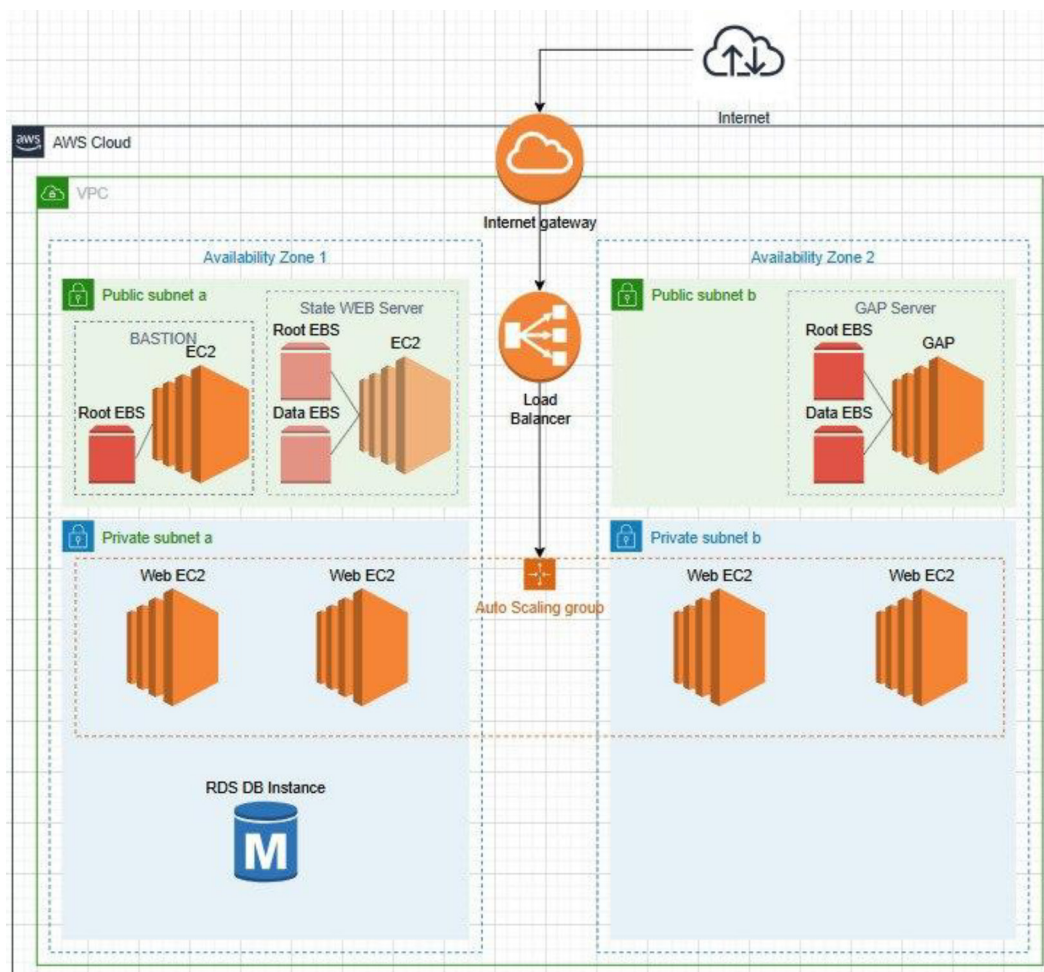 Internet
aws
AWS Cloud
Internet gateway
VPC
Availability Zone 1
Availability Zone 2
Public subnet a
State WEB Server
BASTION
Root EBS
EC2
EC2
Root EBS
Data EBS
Load
Balancer
Public subnet b
GAP Server
Root EBS
GAP
Data EBS
Private subnet a
Private subnet b
Web EC2
Web EC2
Auto Scaling group
Web EC2
Web EC2
RDS DB Instance
M